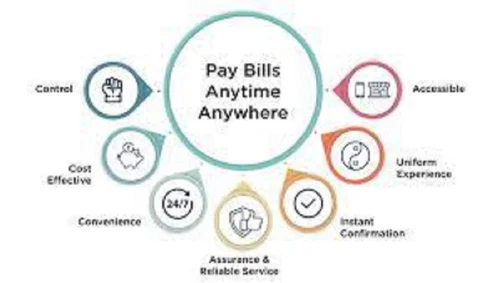 Pay Bills
Anytime
Anywhere
Control
Accessible
Cost
Effective
Uniform
Experience
24/7
Convenience
Instant
Confirmation
Assurance &
Reliable Service